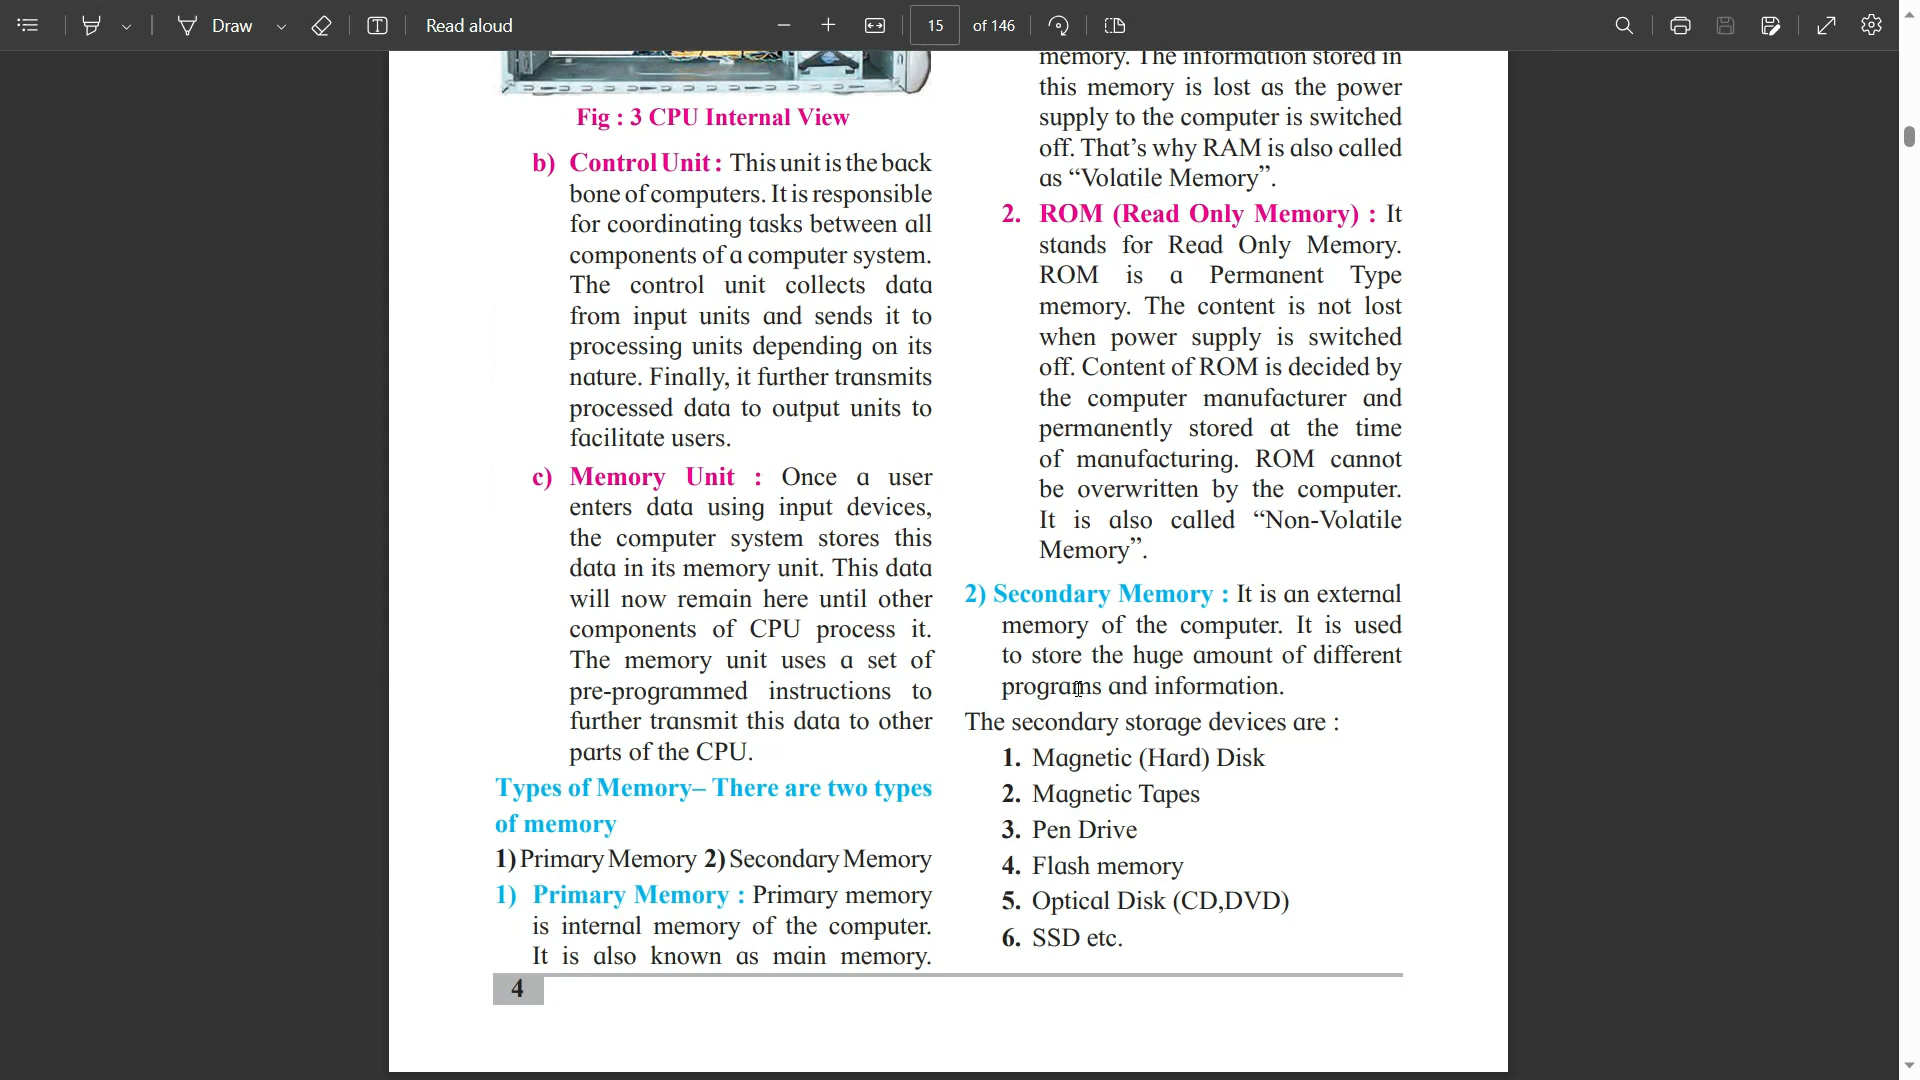 Draw
Read aloud
15 of 146
Fig : 3 CPU Internal View
b) Control Unit : This unit is the back
bone of computers. It is responsible
for coordinating tasks between all
components of a computer system.
The control unit collects data
from input units and sends it to
processing units depending on its
nature. Finally, it further transmits
processed data to output units to
facilitate users.
c) Memory Unit : Once a user
enters data using input devices,
the computer system stores this
data in its memory unit. This data
will now remain here until other
components of CPU process it.
The memory unit uses a set of
pre-programmed instructions to
further transmit this data to other
parts of the CPU.
Types of Memory– There are two types
of memory
1) Primary Memory 2) Secondary Memory
1) Primary Memory : Primary memory
is internal memory of the computer.
It is also known as main memory.
memory. The information stored in
this memory is lost as the power
supply to the computer is switched
off. That’s why RAM is also called
as “Volatile Memory”.
2. ROM (Read Only Memory) : It
stands for Read Only Memory.
ROM is a Permanent Type
memory. The content is not lost
when power supply is switched
off. Content of ROM is decided by
the computer manufacturer and
permanently stored at the time
of manufacturing. ROM cannot
be overwritten by the computer.
It is also called “Non-Volatile
Memory”.
2) Secondary Memory : It is an external
memory of the computer. It is used
to store the huge amount of different
programs and information.
The secondary storage devices are :
1. Magnetic (Hard) Disk
2. Magnetic Tapes
3. Pen Drive
4. Flash memory
5. Optical Disk (CD,DVD)
6. SSD etc.
4